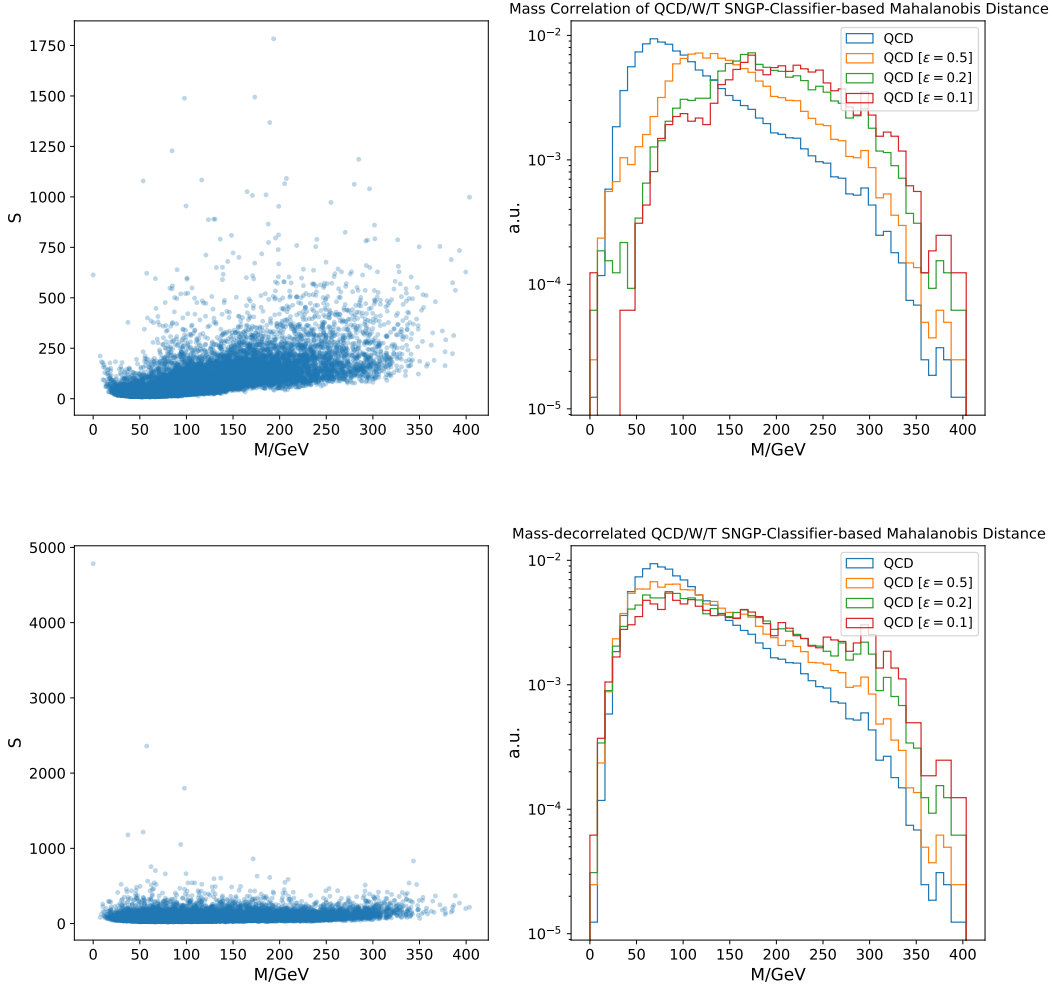 Mass Correlation of QCD/W/T SNGP-Classifier-based Mahalanobis Distance
1750
1500
1250
1000
750
500
250
0
S
0 50 100 150 200 250 300 350 400
M/GeV
10⁻²
10⁻³
10⁻⁴
10⁻⁵
a.u.
QCD
QCD [ε = 0.5]
QCD [ε = 0.2]
QCD [ε = 0.1]
0 50 100 150 200 250 300 350 400
M/GeV
Mass-decorrelated QCD/W/T SNGP-Classifier-based Mahalanobis Distance
5000
4000
3000
2000
1000
0
S
0 50 100 150 200 250 300 350 400
M/GeV
10⁻²
10⁻³
10⁻⁴
10⁻⁵
a.u.
QCD
QCD [ε = 0.5]
QCD [ε = 0.2]
QCD [ε = 0.1]
0 50 100 150 200 250 300 350 400
M/GeV